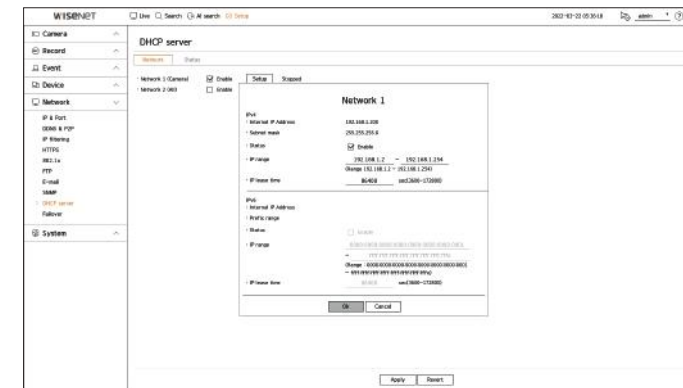 WISENET
Live Search AI search Setup
2022-03-22 05:36:18 admin
Camera
Record
Event
Device
Network
IP & Port
DDNS & P2P
IP filtering
HTTPS
802.1x
FTP
E-mail
SNMP
DHCP server
Failover
System
DHCP server
Network Status
Network 1 (Camera) Enable Setup Stopped
Network 2 Enable
Network 1
IPv4
Internal IP Address 192.168.1.200
Subnet mask 255.255.255.0
Status Enable
IP range 192.168.1.2 ~ 192.168.1.254
(Range 192.168.1.2 ~ 192.168.1.254)
IP lease time 86400 sec(3600~172800)
IPv6
Internal IP Address
Prefix range
Status Enable
IP range
IP lease time 86400 sec(3600~172800)
Ok Cancel
Apply Revert